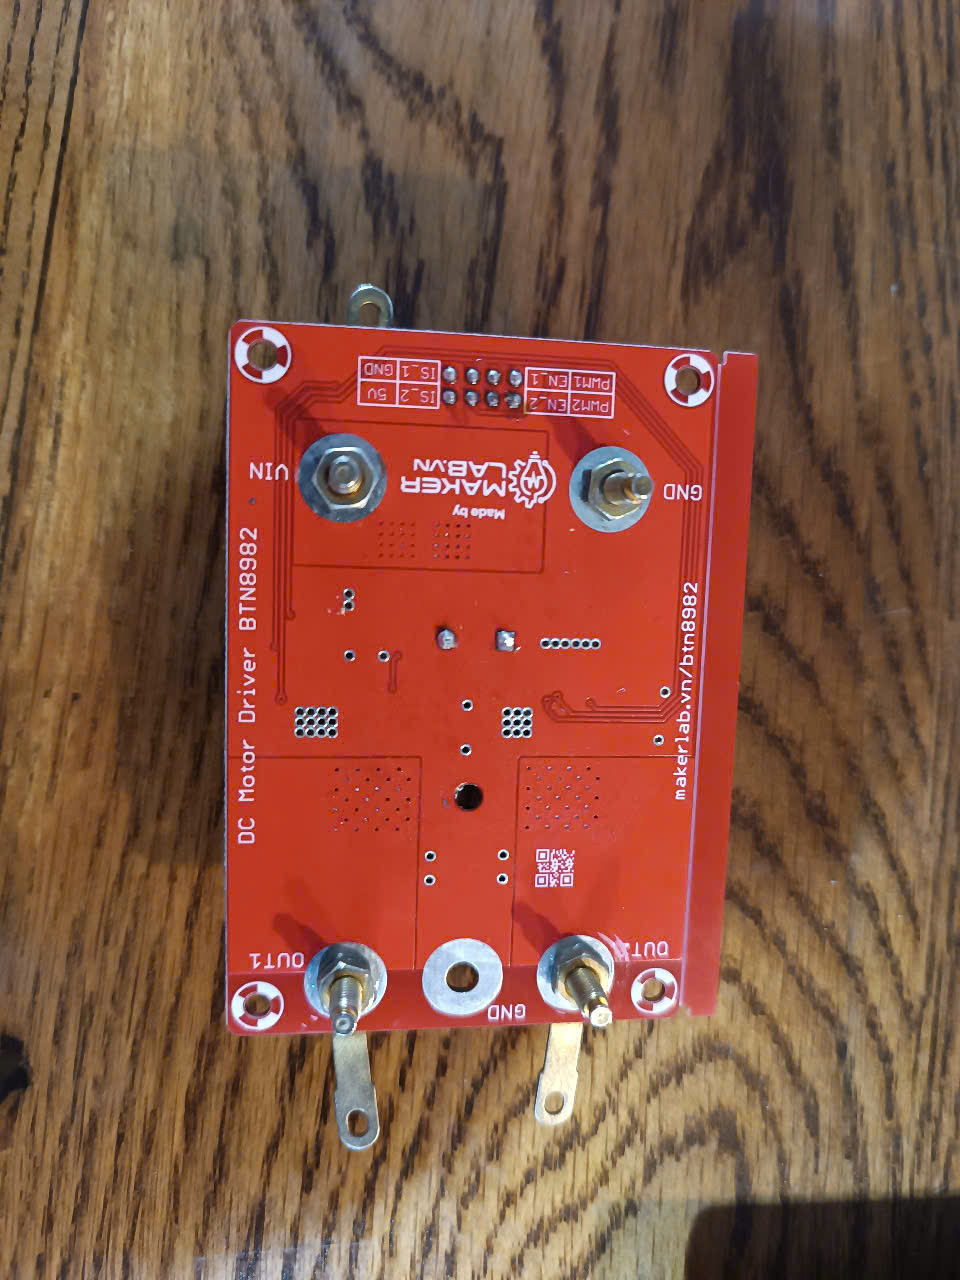 GND
IS_1
EN_1
PWM1
5V
IS_2
EN_2
PWM2
VIN
MAKER
LAB.VN
Made by
GND
DC Motor Driver BTN8982
makerlab.vn/btn8982
OUT1
GND
OUT2